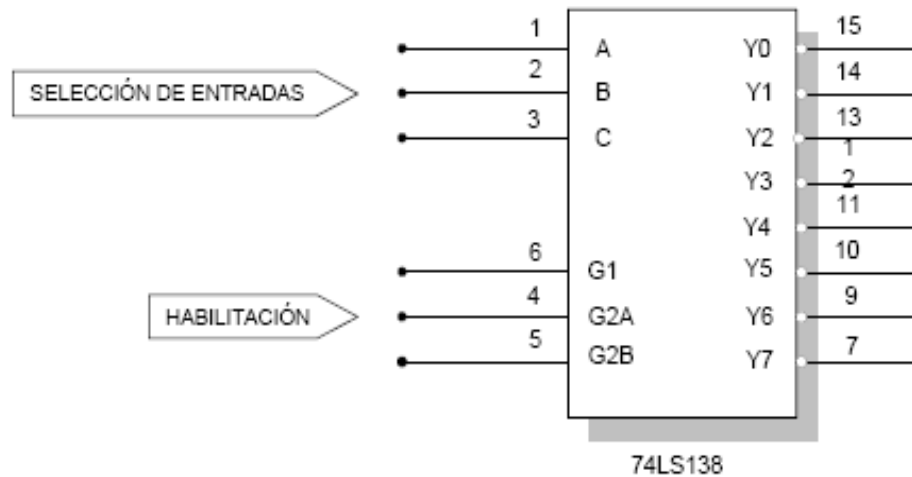 1
A
Y0
15
SELECCIÓN DE ENTRADAS
2
B
Y1
14
3
C
Y2
13
Y3
1
2
Y4
11
6
G1
Y5
10
HABILITACIÓN
4
G2A
Y6
9
5
G2B
Y7
7
74LS138